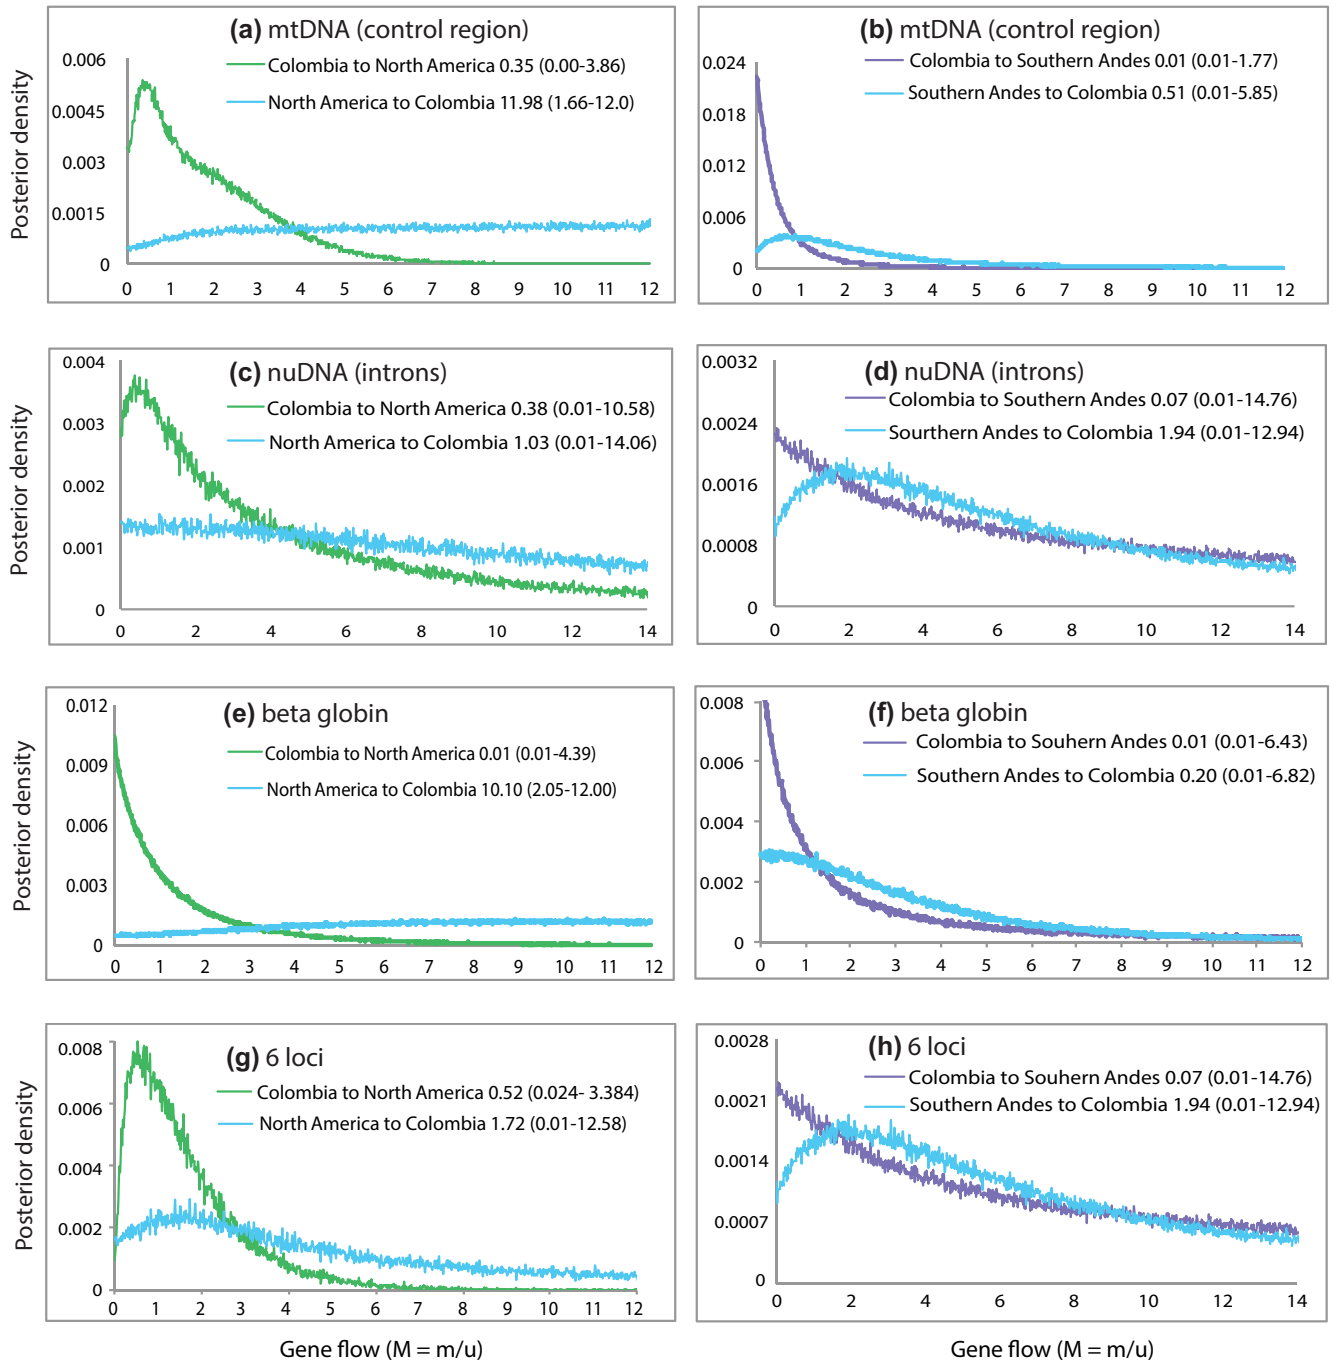 (a) mtDNA (control region)
Colombia to North America 0.35 (0.00-3.86)
North America to Colombia 11.98 (1.66-12.0)
Posterior density
0.006
0.0045
0.003
0.0015
0
0 1 2 3 4 5 6 7 8 9 10 11 12
(b) mtDNA (control region)
Colombia to Southern Andes 0.01 (0.01-1.77)
Southern Andes to Colombia 0.51 (0.01-5.85)
0.024
0.018
0.012
0.006
0
0 1 2 3 4 5 6 7 8 9 10 11 12
(c) nuDNA (introns)
Colombia to North America 0.38 (0.01-10.58)
North America to Colombia 1.03 (0.01-14.06)
Posterior density
0.004
0.003
0.002
0.001
0
0 2 4 6 8 10 12 14
(d) nuDNA (introns)
Colombia to Southern Andes 0.07 (0.01-14.76)
Sourthern Andes to Colombia 1.94 (0.01-12.94)
0.0032
0.0024
0.0016
0.0008
0
0 2 4 6 8 10 12 14
(e) beta globin
Colombia to North America 0.01 (0.01-4.39)
North America to Colombia 10.10 (2.05-12.00)
Posterior density
0.012
0.009
0.006
0.003
0
0 1 2 3 4 5 6 7 8 9 10 11 12
(f) beta globin
Colombia to Souhern Andes 0.01 (0.01-6.43)
Southern Andes to Colombia 0.20 (0.01-6.82)
0.008
0.006
0.004
0.002
0
0 1 2 3 4 5 6 7 8 9 10 11 12
(g) 6 loci
Colombia to North America 0.52 (0.024- 3.384)
North America to Colombia 1.72 (0.01-12.58)
Posterior density
0.008
0.006
0.004
0.002
0
0 1 2 3 4 5 6 7 8 9 10 11 12
Gene flow (M = m/u)
(h) 6 loci
Colombia to Souhern Andes 0.07 (0.01-14.76)
Southern Andes to Colombia 1.94 (0.01-12.94)
0.0028
0.0021
0.0014
0.0007
0
0 2 4 6 8 10 12 14
Gene flow (M = m/u)